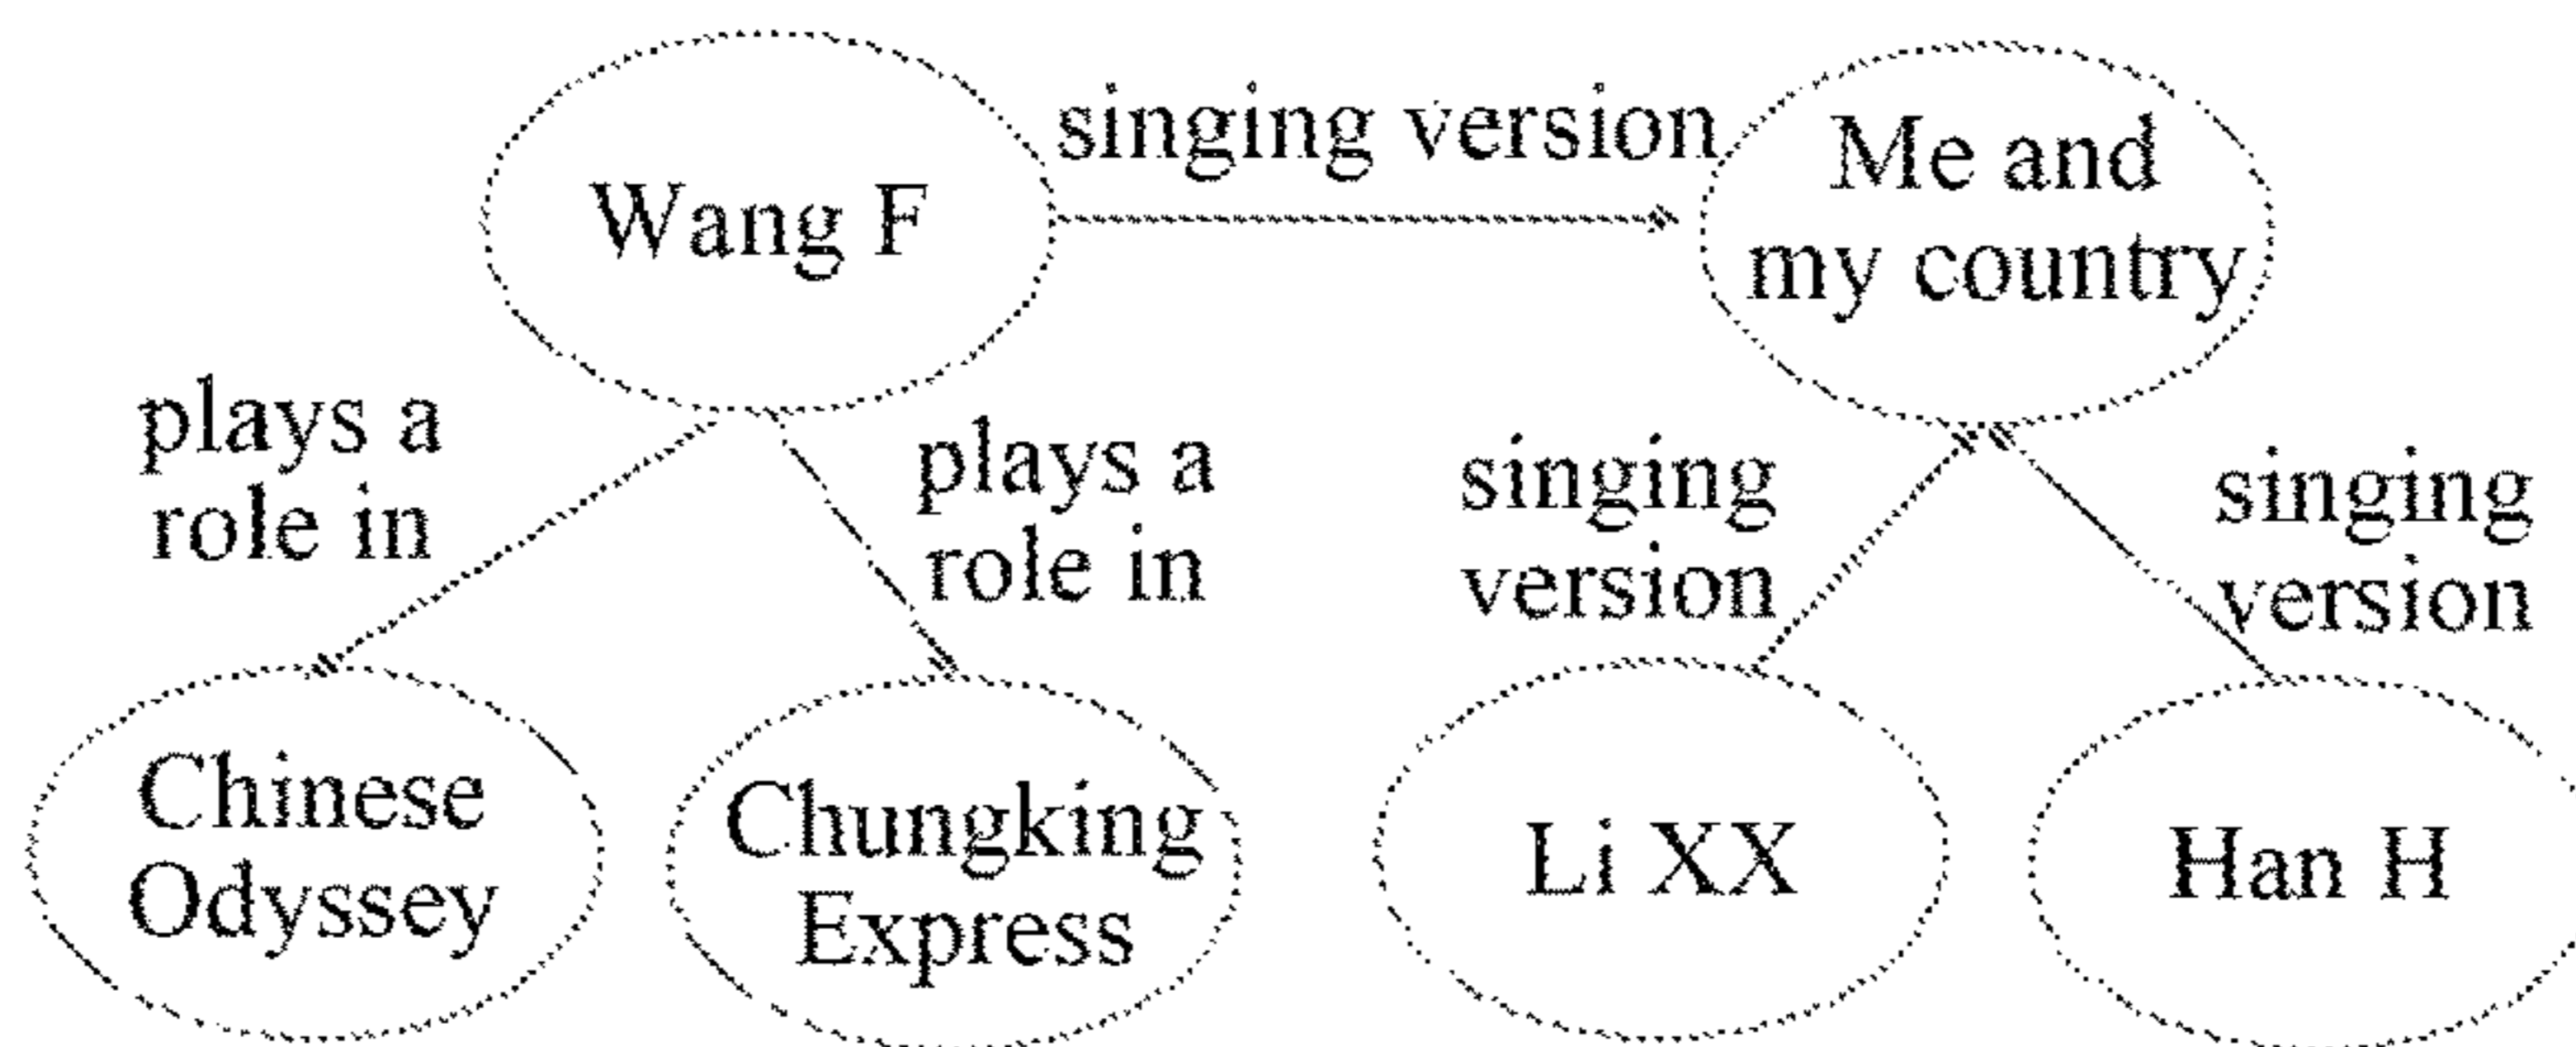 singing version
Me and
my country
Wang F
plays a
role in
plays a
role in
singing
version
singing
version
Chinese
Odyssey
Chungking
Express
Li XX
Han H